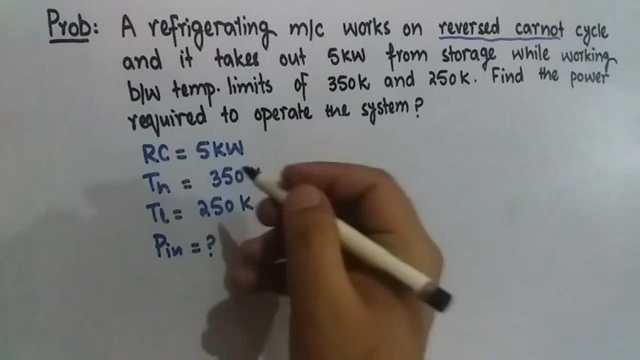 Prob: A refrigerating m/c works on reversed carnot cycle
and it takes out 5kW from storage while working
b/w temp. limits of 350k and 250k. Find the power
required to operate the system?
RC = 5kW
Th = 350
TL = 250k
Pin = ?